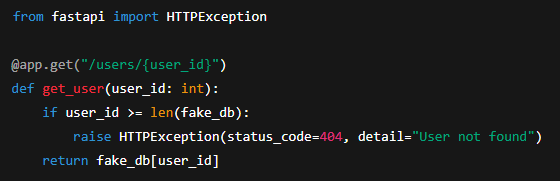 from fastapi import HTTPException
@app.get("/users/{user_id}")
def get_user(user_id: int):
    if user_id >= len(fake_db):
        raise HTTPException(status_code=404, detail="User not found")
    return fake_db[user_id]